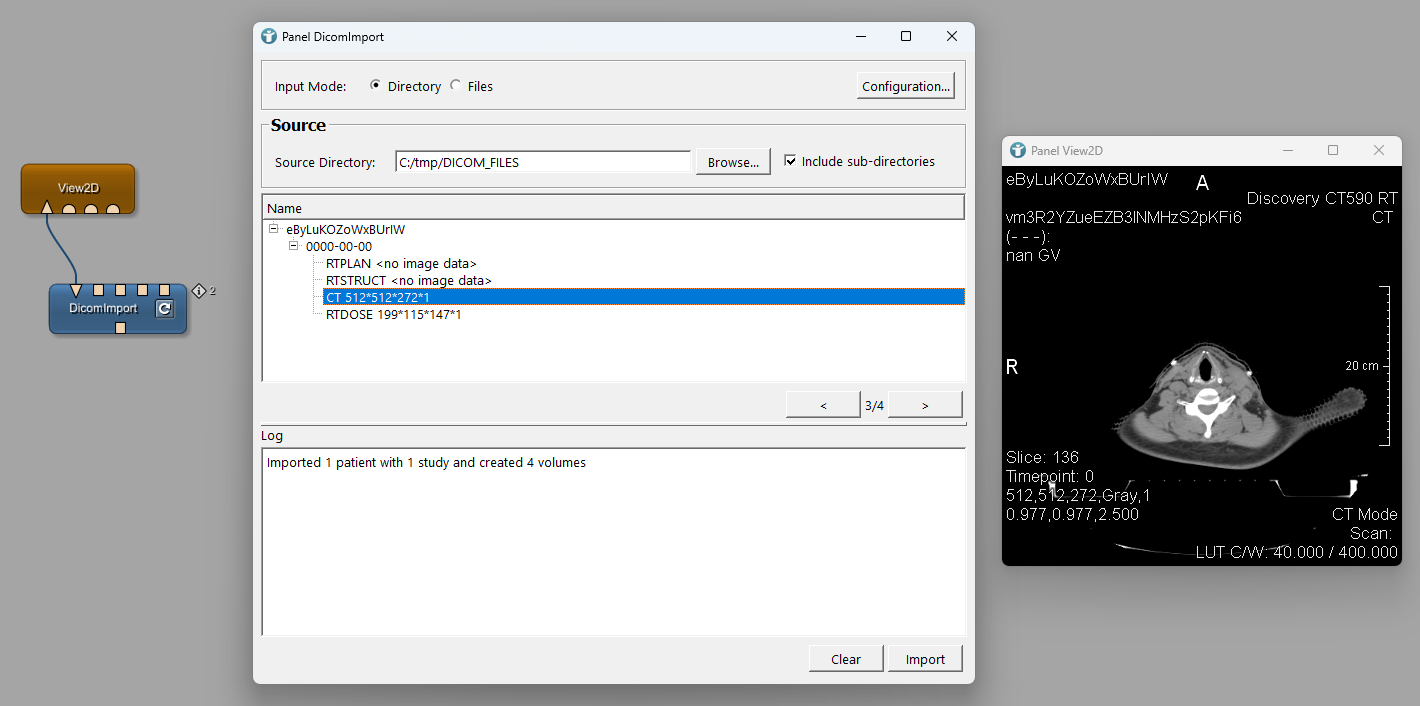 View2D
DicomImport
2
Panel DicomImport
Input Mode:
Directory
Files
Configuration...
Source
Source Directory:
C:/tmp/DICOM_FILES
Browse...
Include sub-directories
Name
eByLuKOZoWxBUrIW
0000-00-00
RTPLAN <no image data>
RTSTRUCT <no image data>
CT 512*512*272*1
RTDOSE 199*115*147*1
<
3/4
>
Log
Imported 1 patient with 1 study and created 4 volumes
Clear
Import
Panel View2D
eByLuKOZoWxBUrIW
A
Discovery CT590 RT
vm3R2YZueEZB3lNMHzS2pKFi6
CT
(- - -):
nan GV
R
20 cm
Slice: 136
Timepoint: 0
512,512,272,Gray,1
0.977,0.977,2.500
CT Mode
Scan:
LUT C/W: 40.000 / 400.000